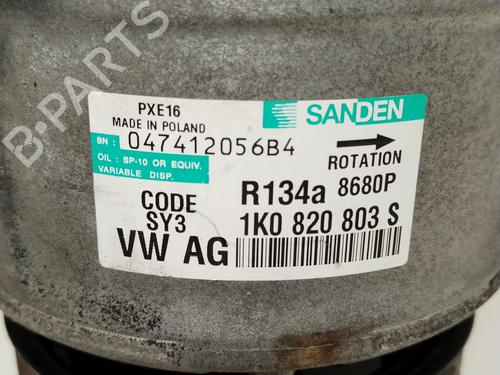 B-PARTS
PXE16
MADE IN POLAND
SANDEN
SN : 047412056B4
OIL : SP-10 OR EQUIV.
VARIABLE DISP.
ROTATION
CODE
SY3
R134a 8680P
VW AG
1K0 820 803 S